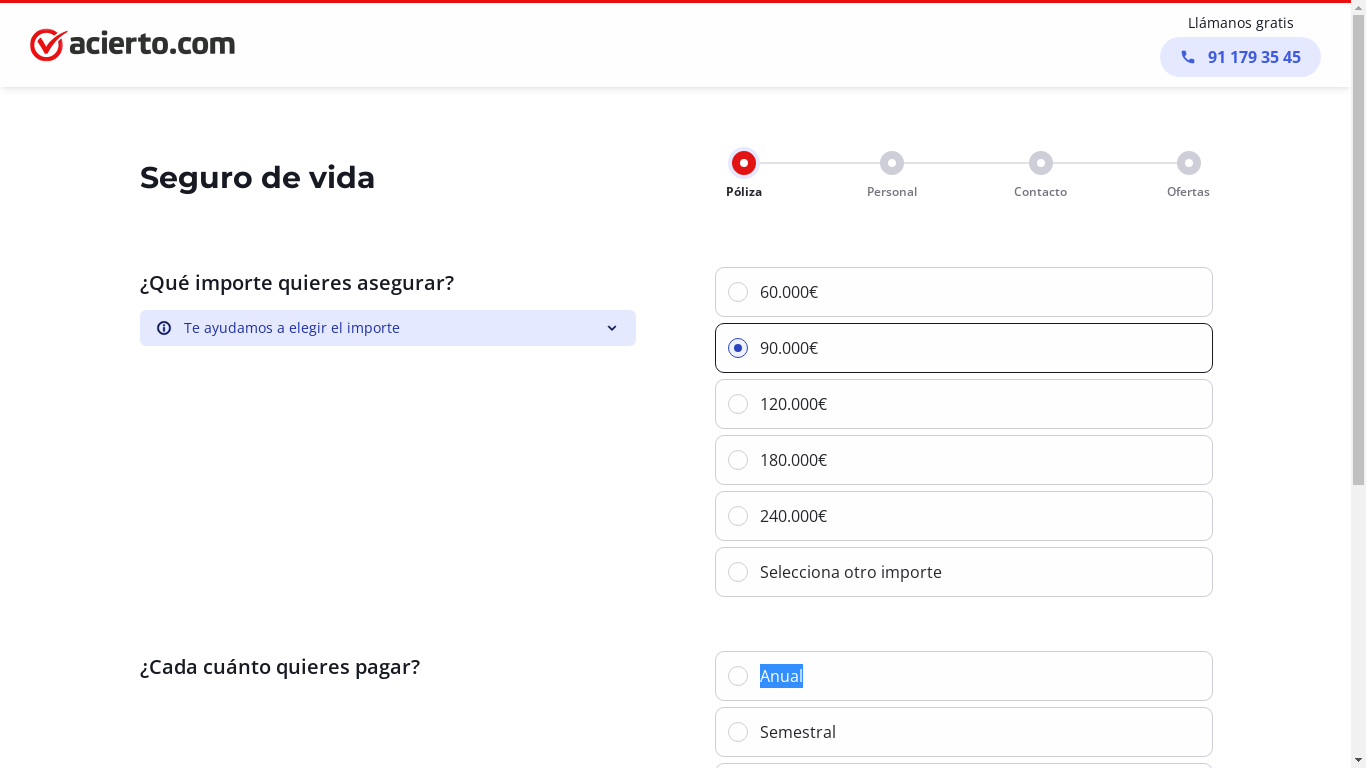 acierto.com
Llámanos gratis
91 179 35 45
Seguro de vida
Póliza
Personal
Contacto
Ofertas
¿Qué importe quieres asegurar?
Te ayudamos a elegir el importe
60.000€
90.000€
120.000€
180.000€
240.000€
Selecciona otro importe
¿Cada cuánto quieres pagar?
Anual
Semestral